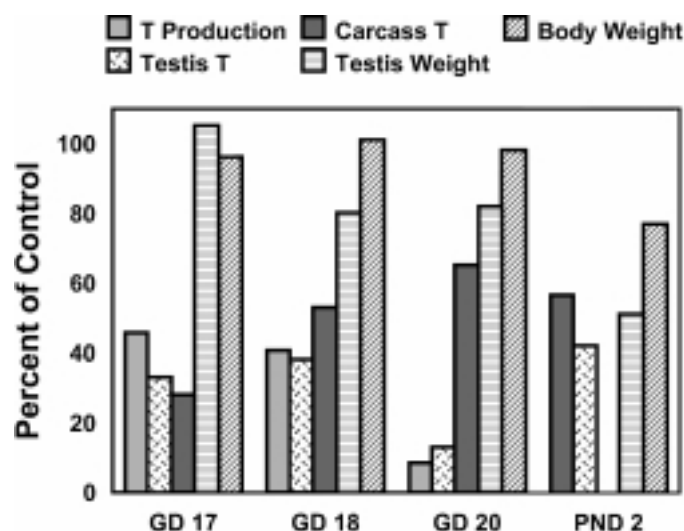 T Production Carcass T Body Weight
Testis T Testis Weight
Percent of Control
100
80
60
40
20
0
GD 17 GD 18 GD 20 PND 2